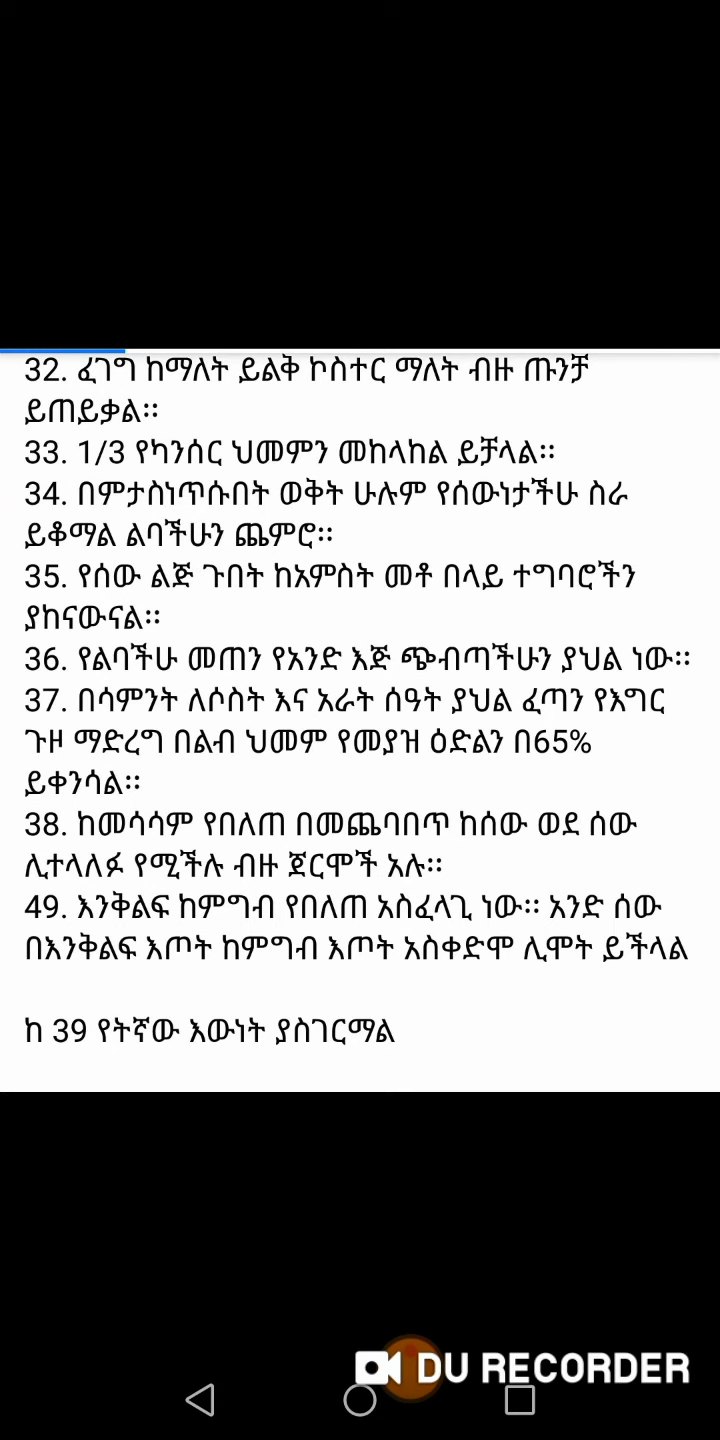 32. ፈገግ ከማለት ይልቅ ኮስተር ማለት ብዙ ጡንቻ
ይጠይቃል፡፡
33. 1/3 የካንሰር ህመምን መከላከል ይቻላል፡፡
34. በምታስነጥሱበት ወቅት ሁሉም የሰውነታችሁ ስራ
ይቆማል ልባችሁን ጨምሮ፡፡
35. የሰው ልጅ ጉበት ከአምስት መቶ በላይ ተግባሮችን
ያከናውናል፡፡
36. የልባችሁ መጠን የአንድ እጅ ጭብጣችሁን ያህል ነው፡፡
37. በሳምንት ለሶስት እና አራት ሰዓት ያህል ፈጣን የእግር
ጉዞ ማድረግ በልብ ህመም የመያዝ ዕድልን በ65%
ይቀንሳል፡፡
38. ከመሳሳም የበለጠ በመጨባበጥ ከሰው ወደ ሰው
ሊተላለፉ የሚችሉ ብዙ ጀርሞች አሉ፡፡
49. እንቅልፍ ከምግብ የበለጠ አስፈላጊ ነው፡፡ አንድ ሰው
በእንቅልፍ እጦት ከምግብ እጦት አስቀድሞ ሊሞት ይችላል
ከ 39 የትኛው እውነት ያስገርማል
DU RECORDER